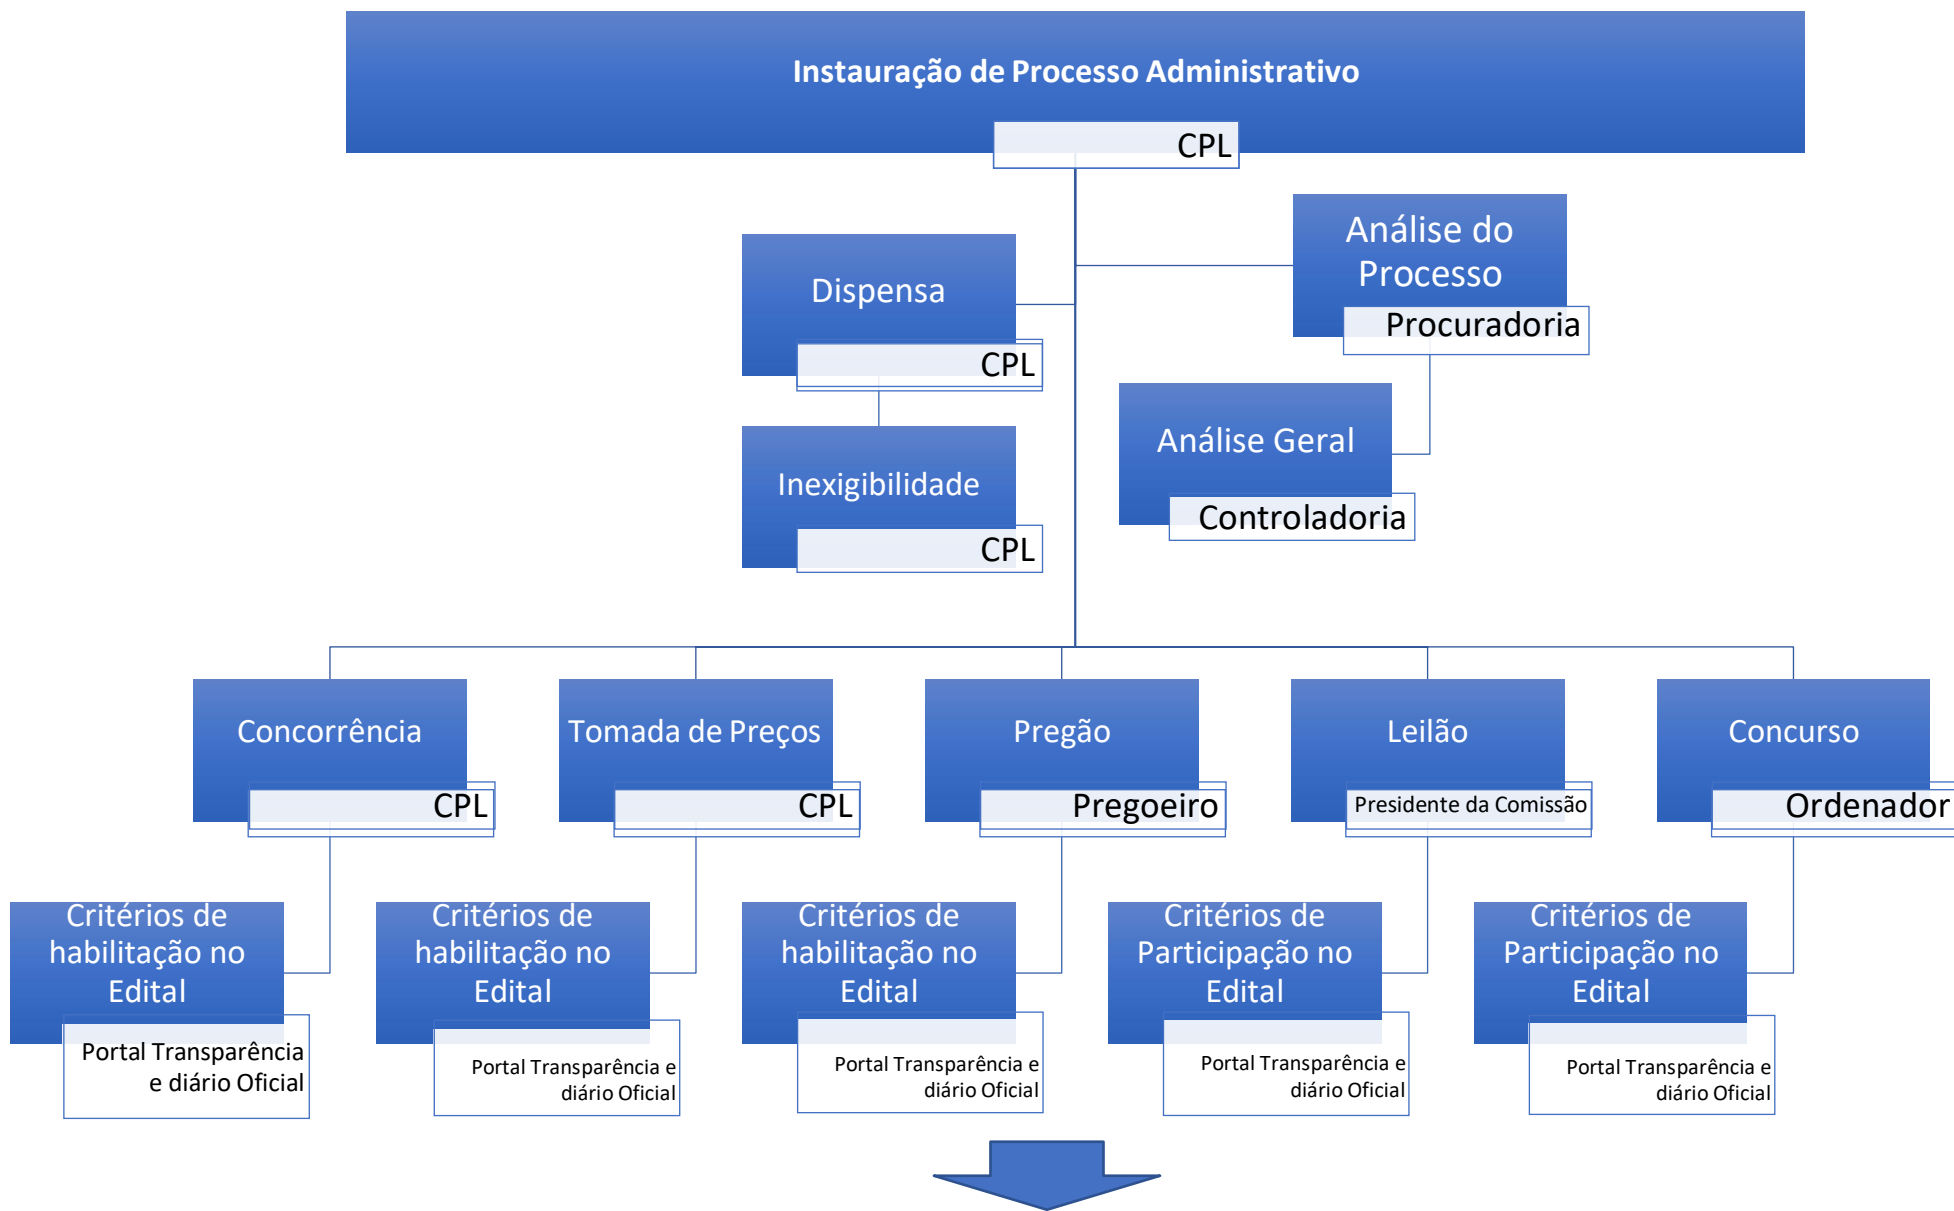 Instauração de Processo Administrativo
CPL
Análise do
Processo
Procuradoria
Dispensa
CPL
Análise Geral
Controladoria
Inexigibilidade
CPL
Concorrência
CPL
Tomada de Preços
CPL
Pregão
Pregoeiro
Leilão
Presidente da Comissão
Concurso
Ordenador
Critérios de
habilitação no
Edital
Portal Transparência
e diário Oficial
Critérios de
habilitação no
Edital
Portal Transparência e
diário Oficial
Critérios de
habilitação no
Edital
Portal Transparência e
diário Oficial
Critérios de
Participação no
Edital
Portal Transparência e
diário Oficial
Critérios de
Participação no
Edital
Portal Transparência e
diário Oficial